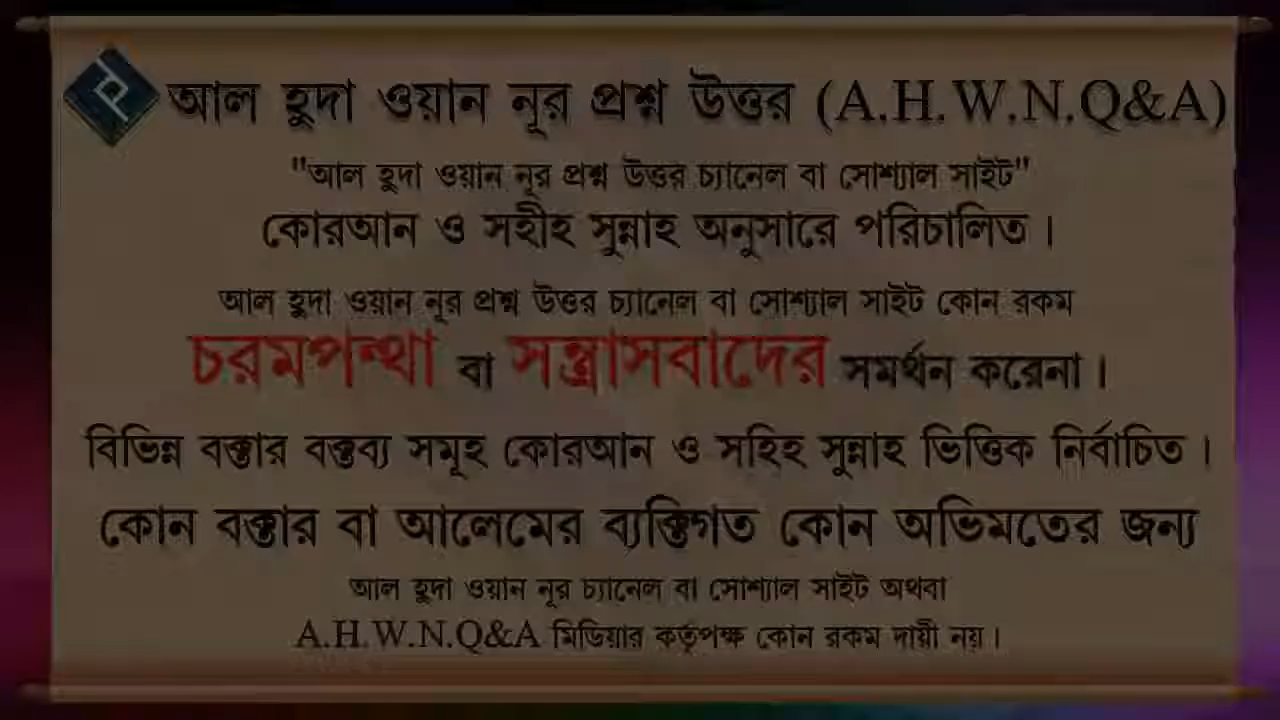 আল হুদা ওয়ান নূর প্রশ্ন উত্তর (A.H.W.N.Q&A)
"আল হুদা ওয়ান নূর প্রশ্ন উত্তর চ্যানেল বা সোশ্যাল সাইট"
কোরআন ও সহীহ সুন্নাহ অনুসারে পরিচালিত ।
আল হুদা ওয়ান নূর প্রশ্ন উত্তর চ্যানেল বা সোশ্যাল সাইট কোন রকম
চরমপন্থা বা সন্ত্রাসবাদের সমর্থন করেনা ।
বিভিন্ন বক্তার বক্তব্য সমূহ কোরআন ও সহিহ সুন্নাহ ভিত্তিক নির্বাচিত ।
কোন বক্তার বা আলেমের ব্যক্তিগত কোন অভিমতের জন্য
আল হুদা ওয়ান নূর চ্যানেল বা সোশ্যাল সাইট অথবা
A.H.W.N.Q&A মিডিয়ার কর্তৃপক্ষ কোন রকম দায়ী নয় ।